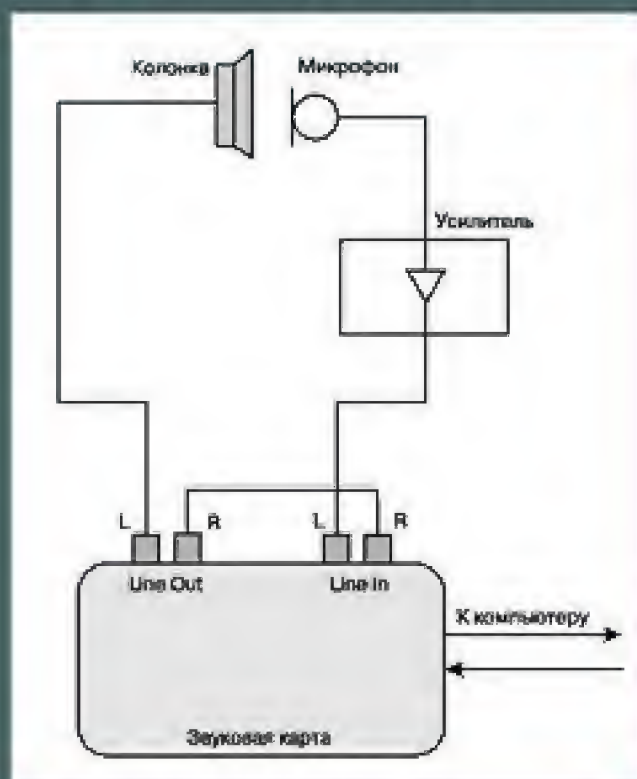 Колонка
Микрофон
Усилитель
L R L R
Line Out Line In
К компьютеру
Звуковая карта